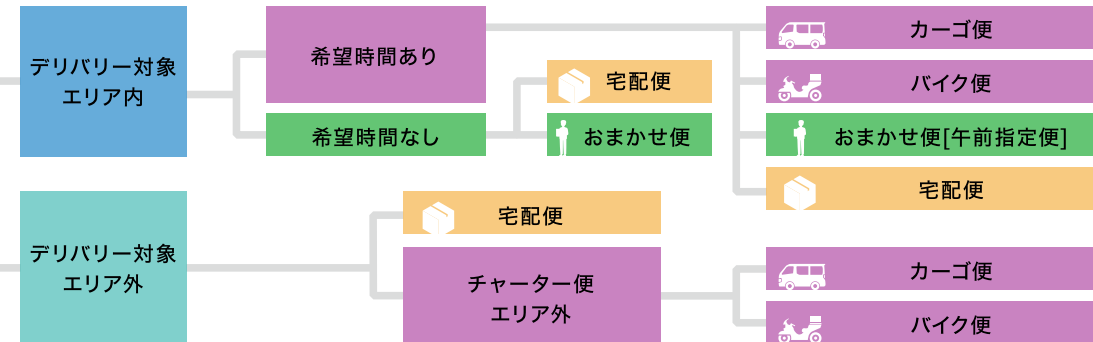 デリバリー対象
エリア内
希望時間あり
カーゴ便
バイク便
おまかせ便[午前指定便]
宅配便
希望時間なし
宅配便
おまかせ便
デリバリー対象
エリア外
宅配便
チャーター便
エリア外
カーゴ便
バイク便